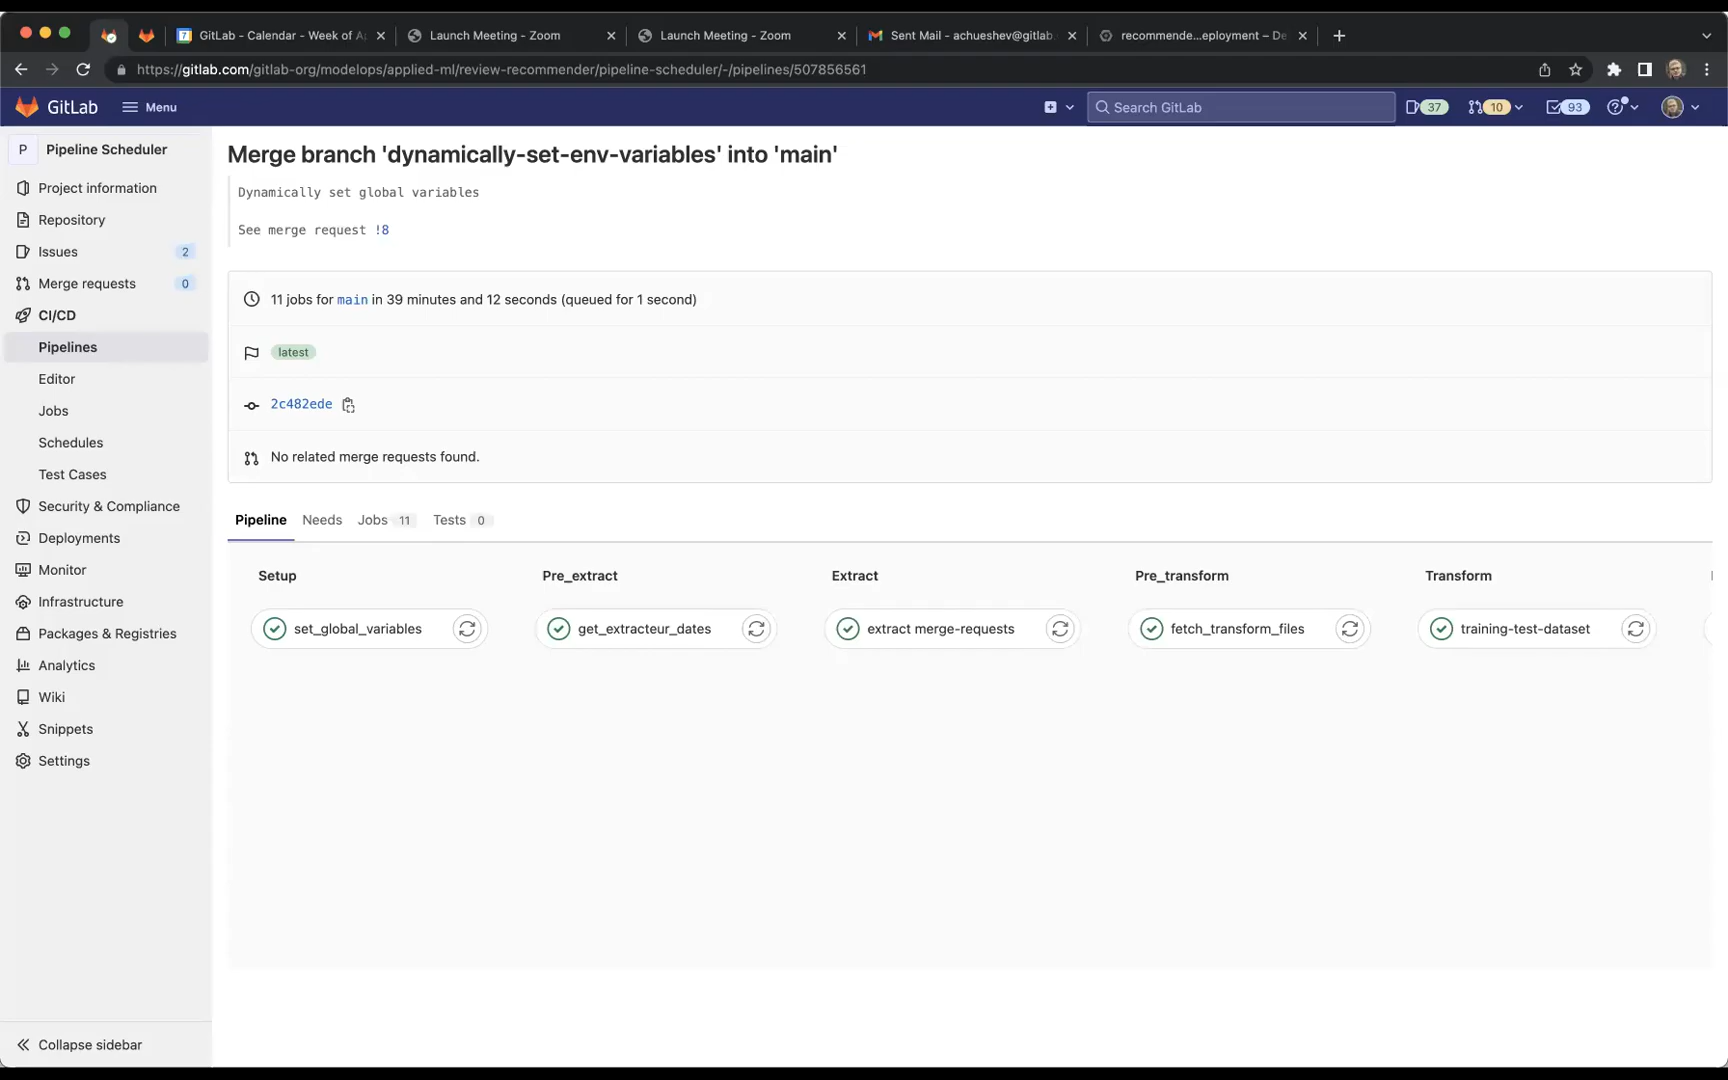 GitLab - Calendar - Week of A
Launch Meeting - Zoom
Launch Meeting - Zoom
Sent Mail - achueshev@gitlab
recommende...eployment – De
https://gitlab.com/gitlab-org/modelops/applied-ml/review-recommender/pipeline-scheduler/-/pipelines/507856561
GitLab
Menu
Search GitLab
37
10
93
P
Pipeline Scheduler
Project information
Repository
Issues 2
Merge requests 0
CI/CD
Pipelines
Editor
Jobs
Schedules
Test Cases
Security & Compliance
Deployments
Monitor
Infrastructure
Packages & Registries
Analytics
Wiki
Snippets
Settings
Collapse sidebar
Merge branch 'dynamically-set-env-variables' into 'main'
Dynamically set global variables
See merge request !8
11 jobs for main in 39 minutes and 12 seconds (queued for 1 second)
latest
2c482ede
No related merge requests found.
Pipeline Needs Jobs 11 Tests 0
Setup Pre_extract Extract Pre_transform Transform
set_global_variables get_extracteur_dates extract merge-requests fetch_transform_files training-test-dataset